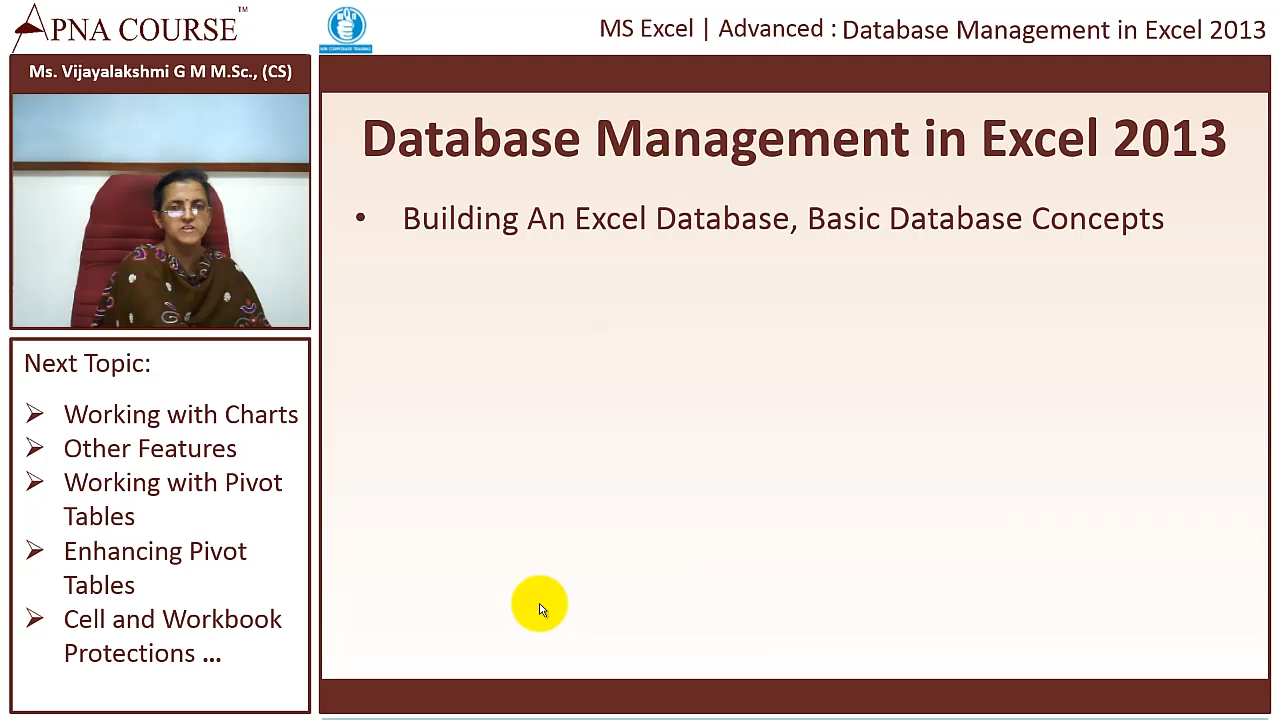 APNA COURSE™
MS Excel | Advanced : Database Management in Excel 2013
Ms. Vijayalakshmi G M M.Sc., (CS)
Database Management in Excel 2013
• Building An Excel Database, Basic Database Concepts
Next Topic:
Working with Charts
Other Features
Working with Pivot
Tables
Enhancing Pivot
Tables
Cell and Workbook
Protections ...